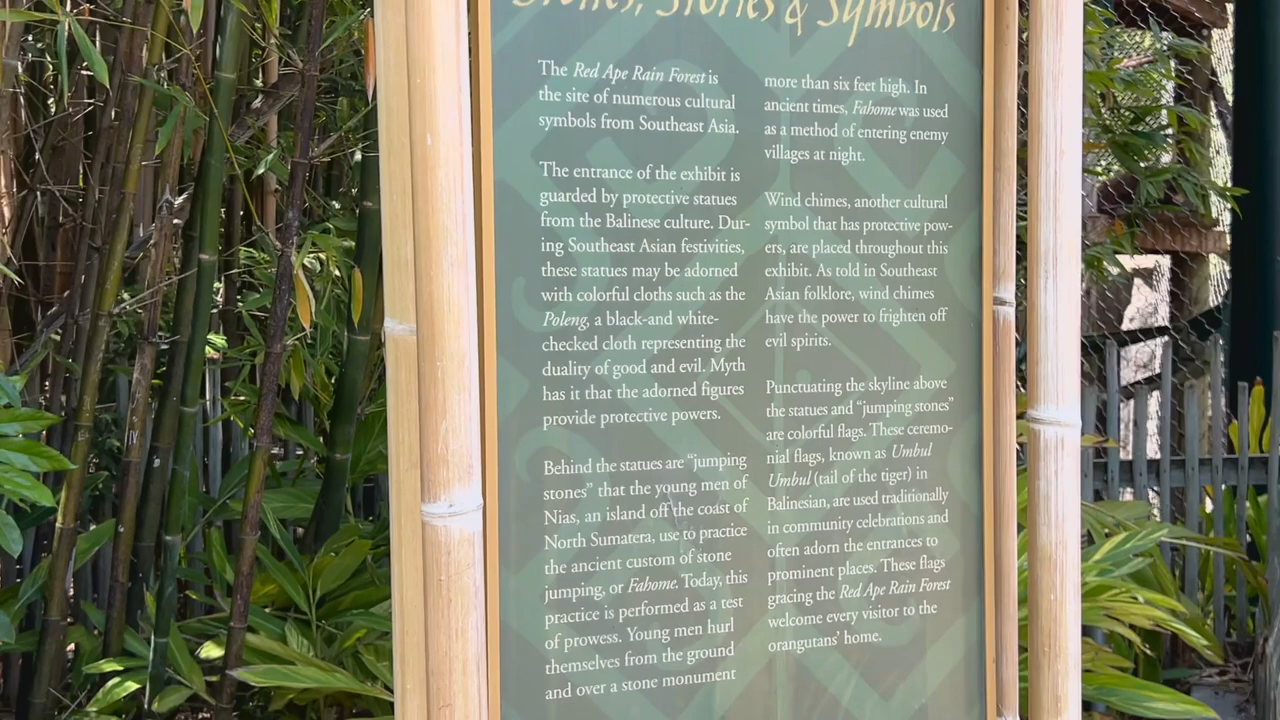 Stones, Stories & Symbols
The Red Ape Rain Forest is
the site of numerous cultural
symbols from Southeast Asia.
The entrance of the exhibit is
guarded by protective statues
from the Balinese culture. Dur-
ing Southeast Asian festivities,
these statues may be adorned
with colorful cloths such as the
Poleng, a black-and white-
checked cloth representing the
duality of good and evil. Myth
has it that the adorned figures
provide protective powers.
Behind the statues are “jumping
stones” that the young men of
Nias, an island off the coast of
North Sumatera, use to practice
the ancient custom of stone
jumping, or Fahome. Today, this
practice is performed as a test
of prowess. Young men hurl
themselves from the ground
and over a stone monument
more than six feet high. In
ancient times, Fahome was used
as a method of entering enemy
villages at night.
Wind chimes, another cultural
symbol that has protective pow-
ers, are placed throughout this
exhibit. As told in Southeast
Asian folklore, wind chimes
have the power to frighten off
evil spirits.
Punctuating the skyline above
the statues and “jumping stones”
are colorful flags. These ceremo-
nial flags, known as Umbul
Umbul (tail of the tiger) in
Balinesian, are used traditionally
in community celebrations and
often adorn the entrances to
prominent places. These flags
gracing the Red Ape Rain Forest
welcome every visitor to the
orangutans’ home.